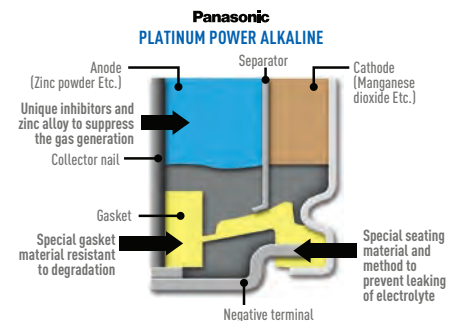 Panasonic
PLATINUM POWER ALKALINE
Anode
(Zinc powder Etc.)
Separator
Cathode
(Manganese
dioxide Etc.)
Unique inhibitors and
zinc alloy to suppress
the gas generation
Collector nail
Gasket
Special gasket
material resistant
to degradation
Special seating
material and
method to
prevent leaking
of electrolyte
Negative terminal